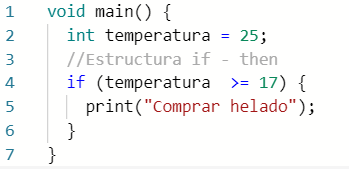 1 void main() {
2 int temperatura = 25;
3 //Estructura if - then
4 if (temperatura  >= 17) {
5 print("Comprar helado");
6 }
7 }